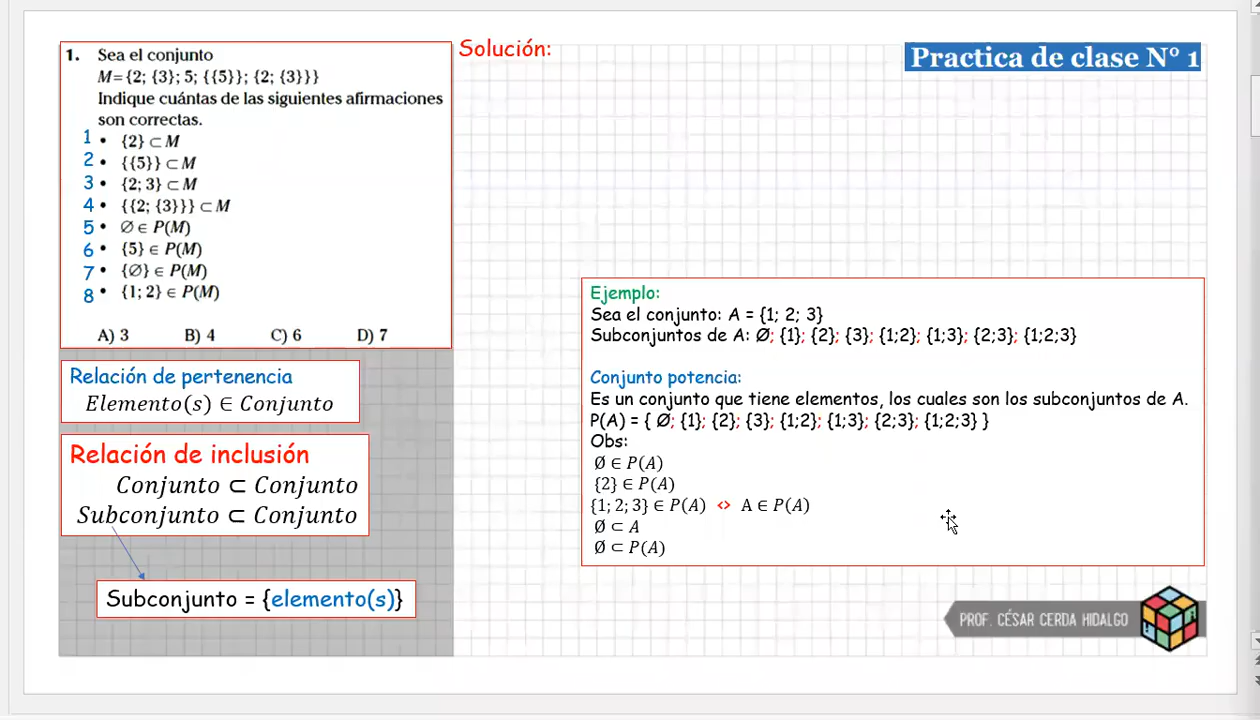 Practica de clase N° 1
1. Sea el conjunto
M={2; {3}; 5; {{5}}; {2; {3}}}
Indique cuántas de las siguientes afirmaciones
son correctas.
1 • {2} ⊂ M
2 • {{5}} ⊂ M
3 • {2; 3} ⊂ M
4 • {{2; {3}}} ⊂ M
5 • ∅ ∈ P(M)
6 • {5} ∈ P(M)
7 • {∅} ∈ P(M)
8 • {1; 2} ∈ P(M)
A) 3 B) 4 C) 6 D) 7
Relación de pertenencia
Elemento(s) ∈ Conjunto
Relación de inclusión
Conjunto ⊂ Conjunto
Subconjunto ⊂ Conjunto
Subconjunto = {elemento(s)}
Solución:
Ejemplo:
Sea el conjunto: A = {1; 2; 3}
Subconjuntos de A: Ø; {1}; {2}; {3}; {1;2}; {1;3}; {2;3}; {1;2;3}
Conjunto potencia:
Es un conjunto que tiene elementos, los cuales son los subconjuntos de A.
P(A) = { Ø; {1}; {2}; {3}; {1;2}; {1;3}; {2;3}; {1;2;3} }
Obs:
Ø ∈ P(A)
{2} ∈ P(A)
{1; 2; 3} ∈ P(A) <> A ∈ P(A)
Ø ⊂ A
Ø ⊂ P(A)
PROF. CÉSAR CERDA HIDALGO